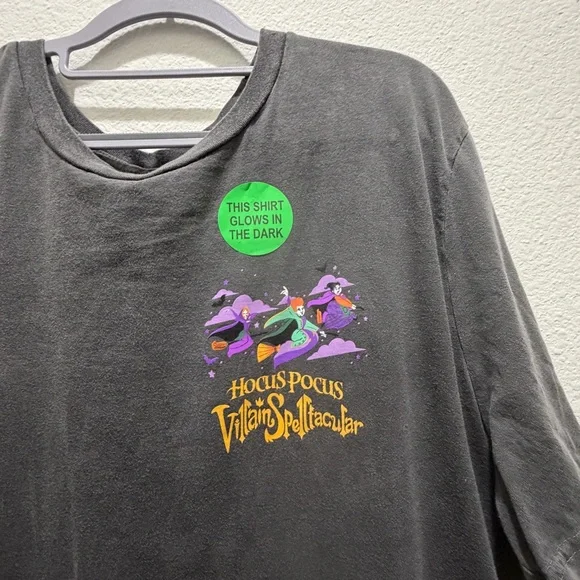 THIS SHIRT
GLOWS IN
THE DARK
HOCUS POCUS
Villain Spelltacular